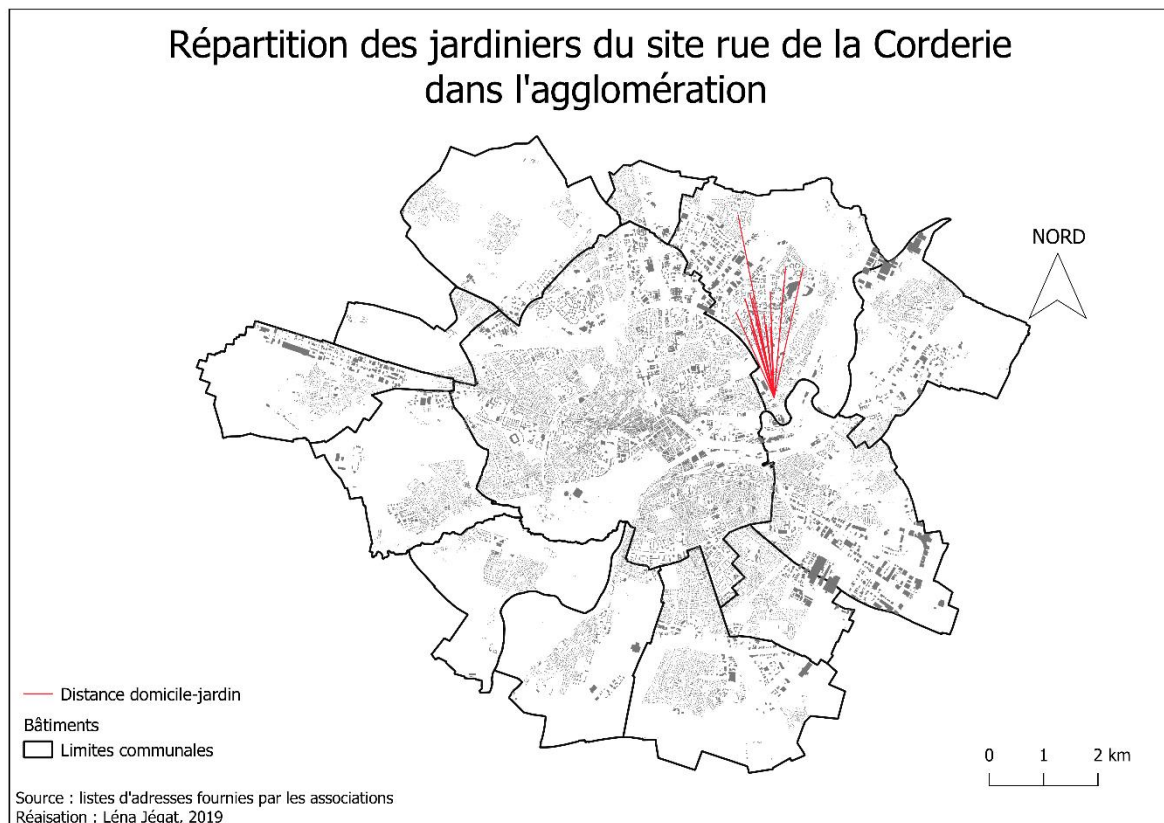 Répartition des jardiniers du site rue de la Corderie
dans l'agglomération
NORD
Distance domicile-jardin
Bâtiments
Limites communales
0 1 2 km
Source : listes d'adresses fournies par les associations
Réaisation : Léna Jégat, 2019